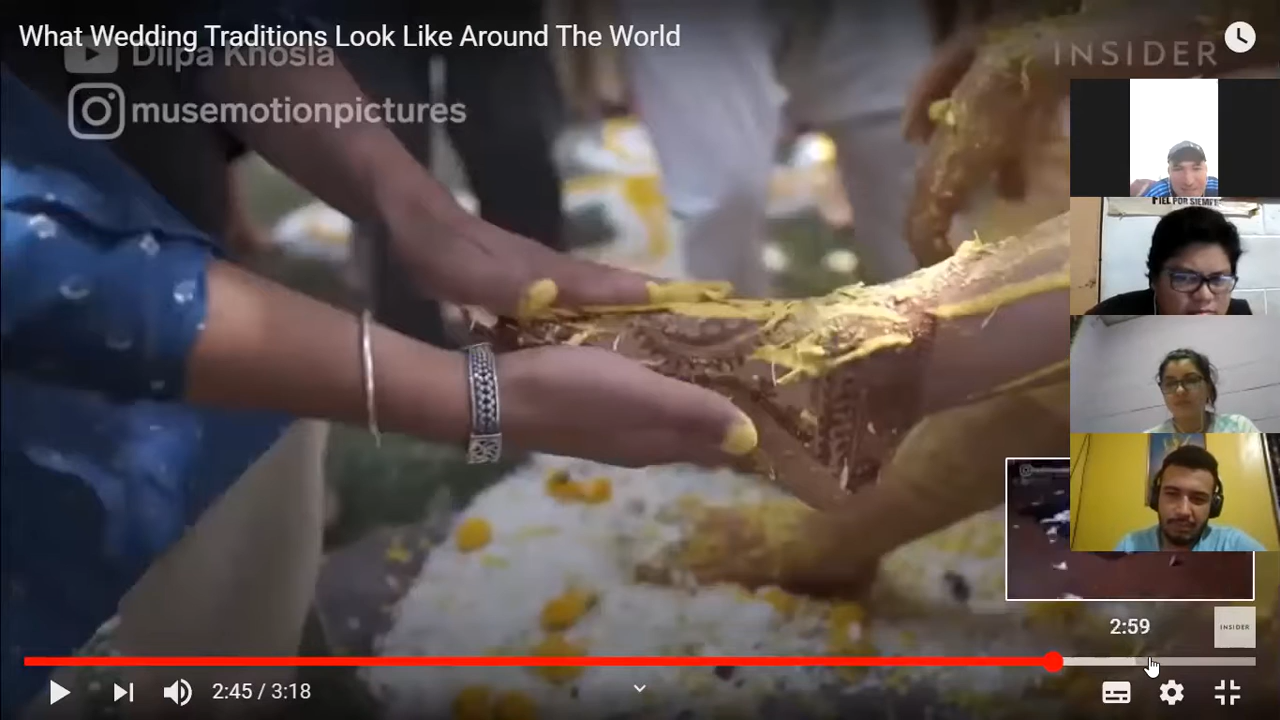 What Wedding Traditions Look Like Around The World
Diipa Khosla
musemotionpictures
INSIDER
FIEL POR SIEMPRE
2:59
INSIDER
2:45 / 3:18